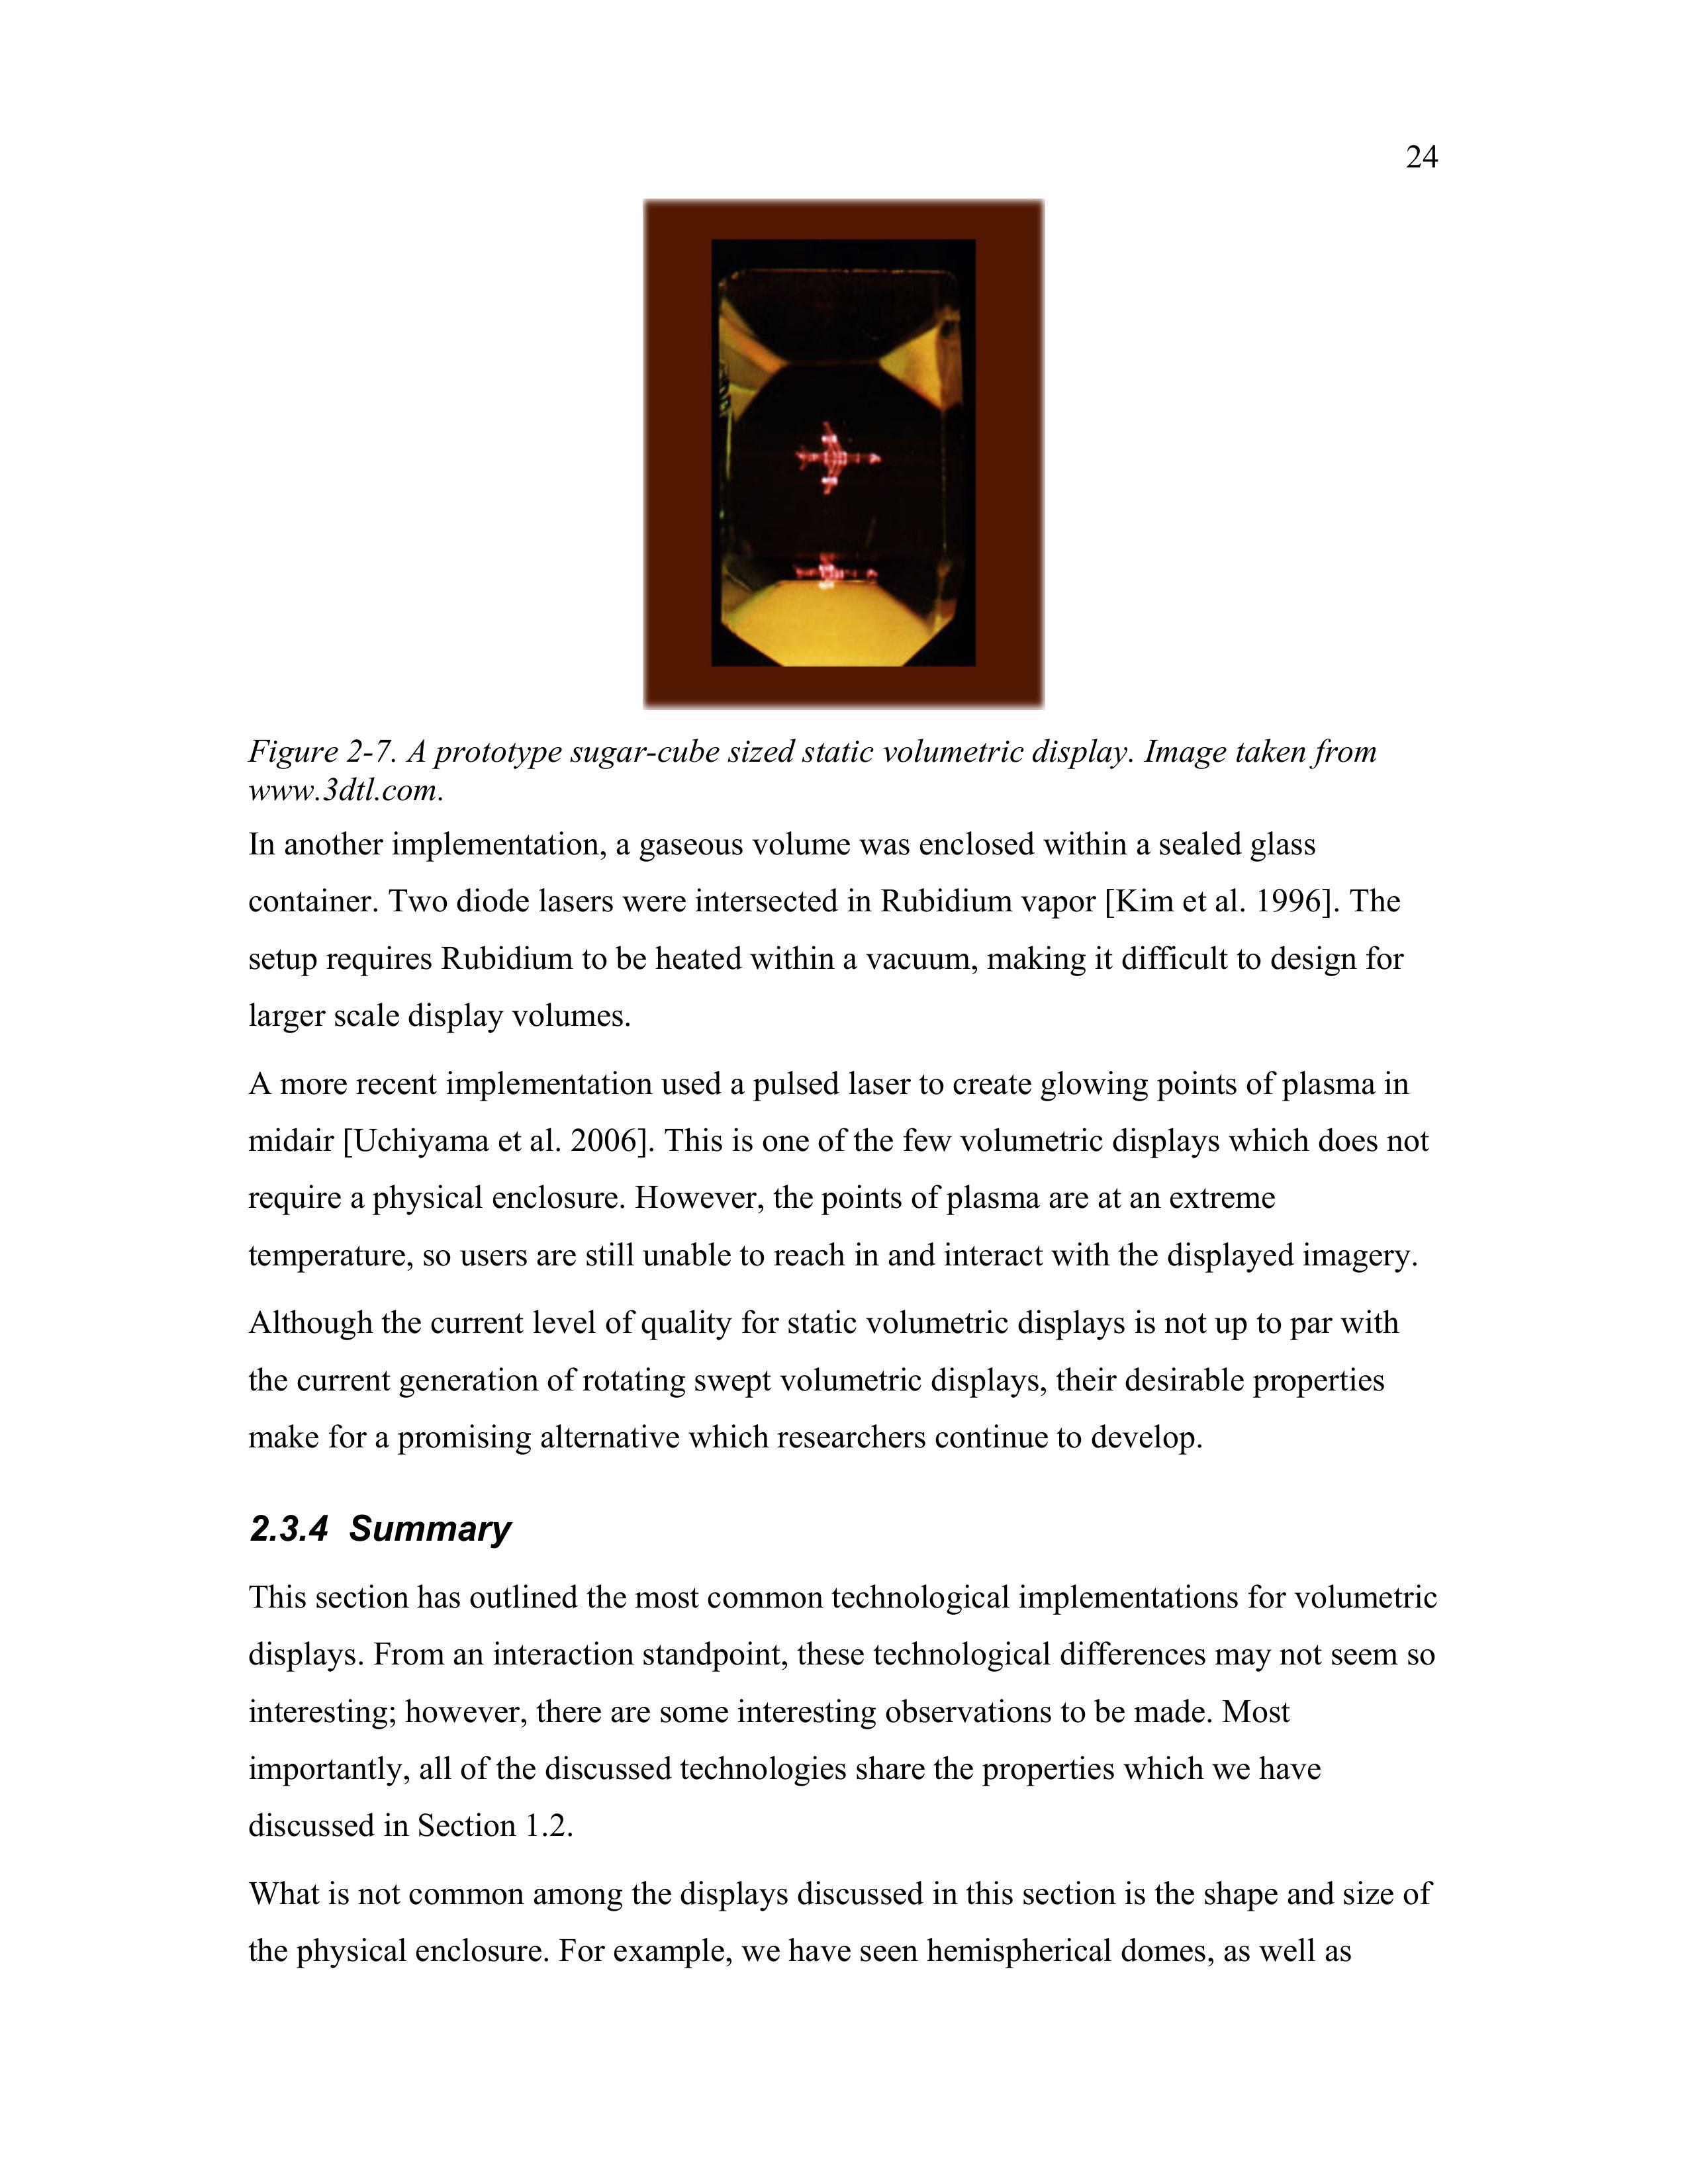 24
Figure 2-7. A prototype sugar-cube sized static volumetric display. Image taken from
www.3dtl.com.
In another implementation, a gaseous volume was enclosed within a sealed glass
container. Two diode lasers were intersected in Rubidium vapor [Kim et al. 1996]. The
setup requires Rubidium to be heated within a vacuum, making it difficult to design for
larger scale display volumes.
A more recent implementation used a pulsed laser to create glowing points of plasma in
midair [Uchiyama et al. 2006]. This is one of the few volumetric displays which does not
require a physical enclosure. However, the points of plasma are at an extreme
temperature, so users are still unable to reach in and interact with the displayed imagery.
Although the current level of quality for static volumetric displays is not up to par with
the current generation of rotating swept volumetric displays, their desirable properties
make for a promising alternative which researchers continue to develop.
2.3.4 Summary
This section has outlined the most common technological implementations for volumetric
displays. From an interaction standpoint, these technological differences may not seem so
interesting; however, there are some interesting observations to be made. Most
importantly, all of the discussed technologies share the properties which we have
discussed in Section 1.2.
What is not common among the displays discussed in this section is the shape and size of
the physical enclosure. For example, we have seen hemispherical domes, as well as